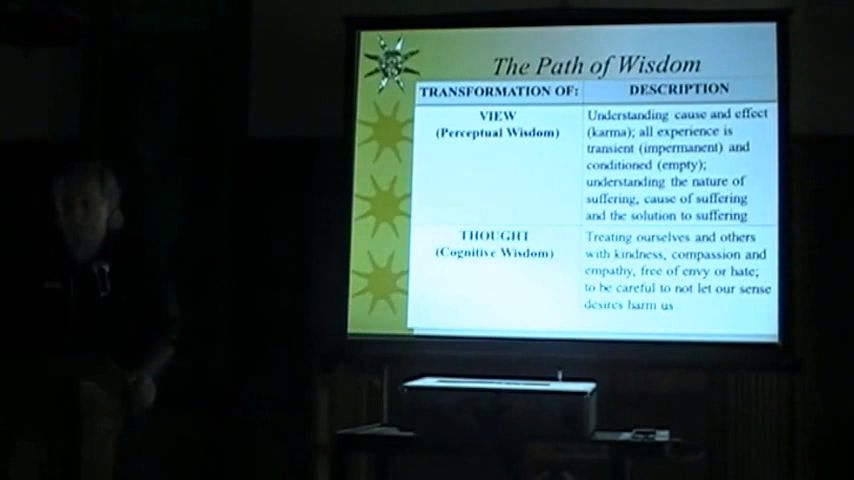 The Path of Wisdom
TRANSFORMATION OF:
DESCRIPTION
VIEW
(Perceptual Wisdom)
Understanding cause and effect
(karma); all experience is
transient (impermanent) and
conditioned (empty);
understanding the nature of
suffering, cause of suffering
and the solution to suffering
THOUGHT
(Cognitive Wisdom)
Treating ourselves and others
with kindness, compassion and
empathy, free of envy or hate;
to be careful to not let our sense
desires harm us